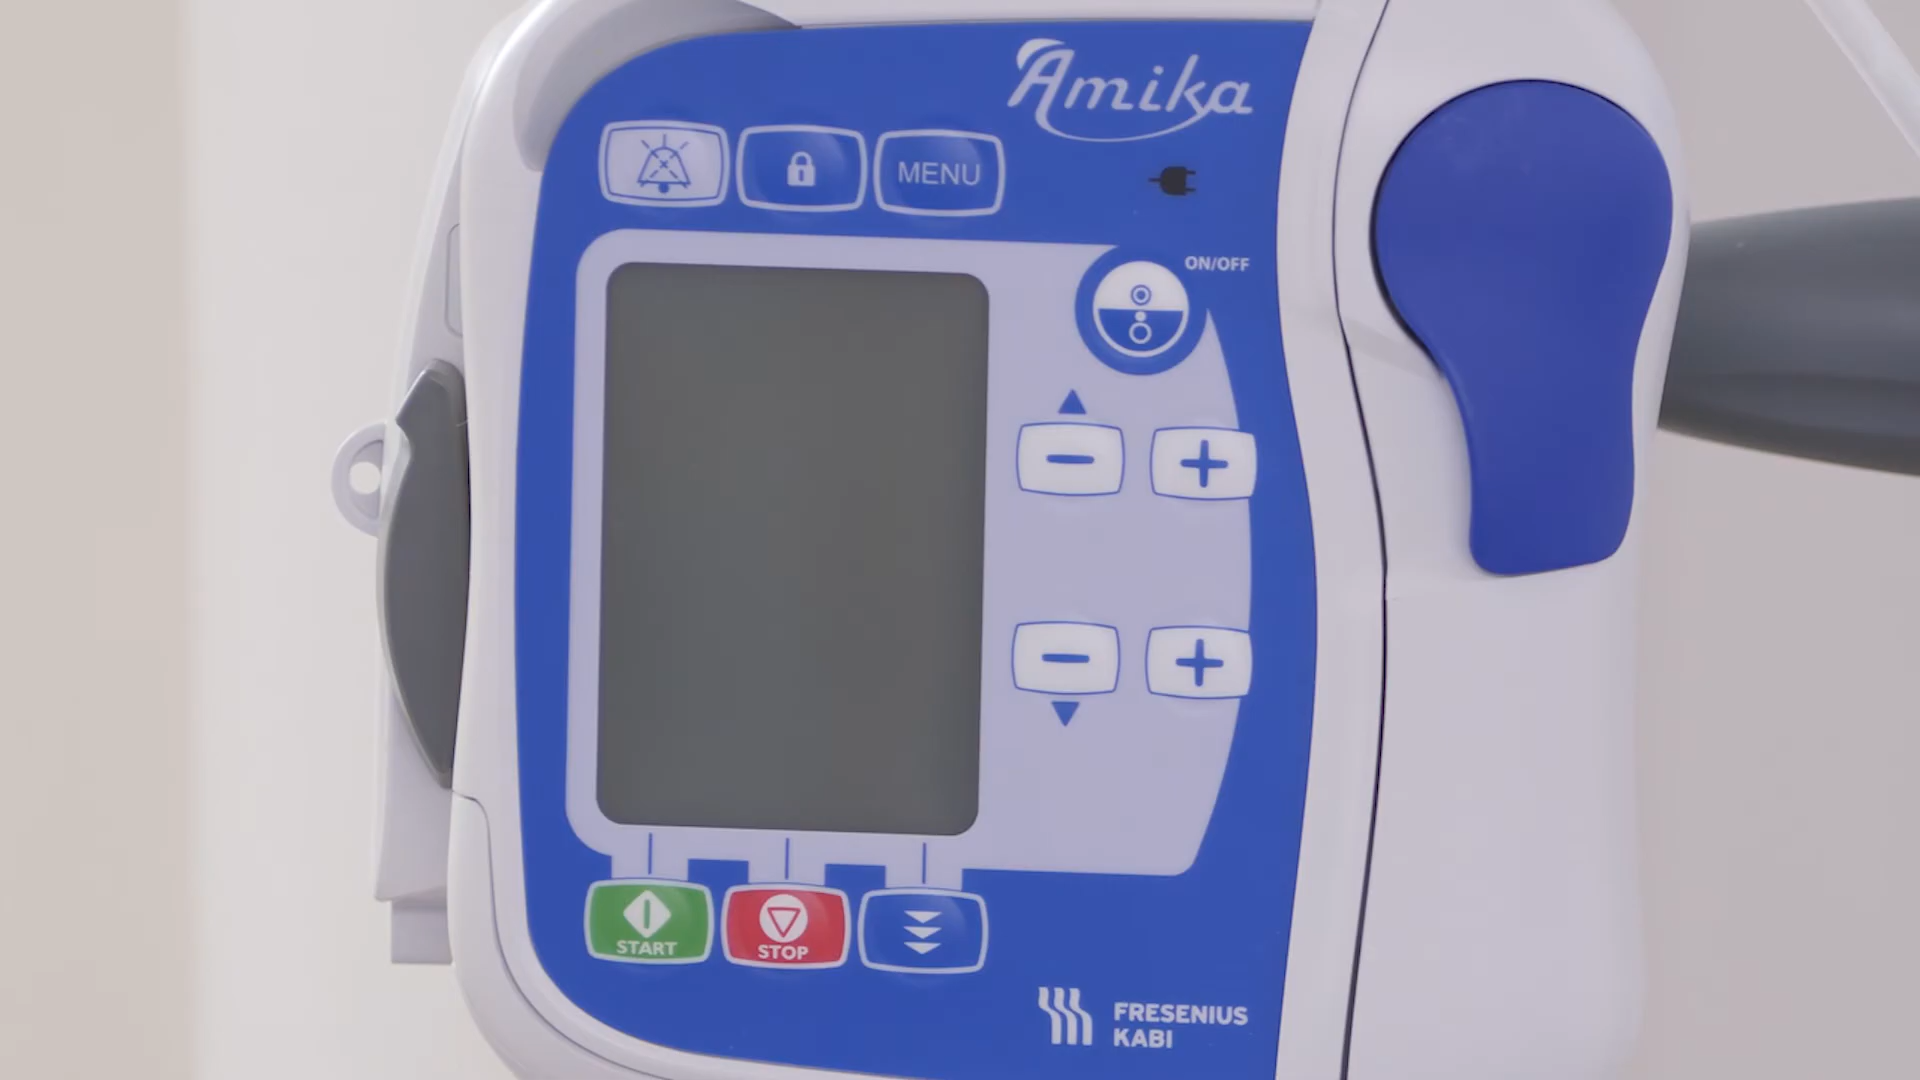 Amika
MENU
ON/OFF
START
STOP
FRESENIUS
KABI